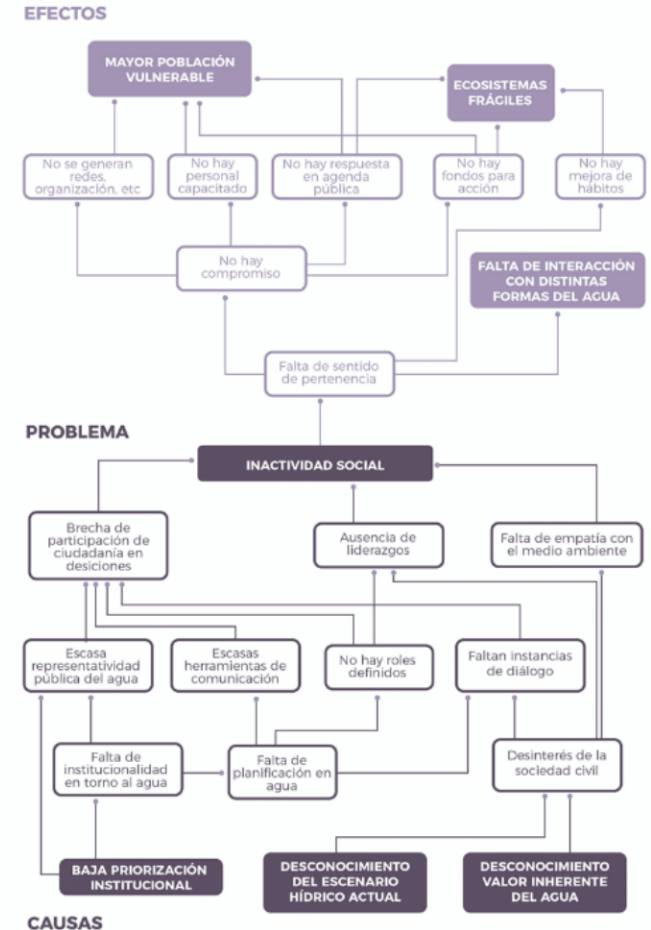 EFECTOS
MAYOR POBLACIÓN
VULNERABLE
ECOSISTEMAS
FRÁGILES
No se generan
redes,
organización, etc
No hay
personal
capacitado
No hay respuesta
en agenda
pública
No hay
fondos para
acción
No hay
mejora de
hábitos
No hay
compromiso
FALTA DE INTERACCIÓN
CON DISTINTAS
FORMAS DEL AGUA
Falta de sentido
de pertenencia
PROBLEMA
INACTIVIDAD SOCIAL
Brecha de
participación de
ciudadanía en
desiciones
Ausencia de
liderazgos
Falta de empatía con
el medio ambiente
Escasa
representatividad
pública del agua
Escasas
herramientas de
comunicación
No hay roles
definidos
Faltan instancias
de diálogo
Falta de
institucionalidad
en torno al agua
Falta de
planificación en
agua
Desinterés de la
sociedad civil
BAJA PRIORIZACIÓN
INSTITUCIONAL
DESCONOCIMIENTO
DEL ESCENARIO
HÍDRICO ACTUAL
DESCONOCIMIENTO
VALOR INHERENTE
DEL AGUA
CAUSAS